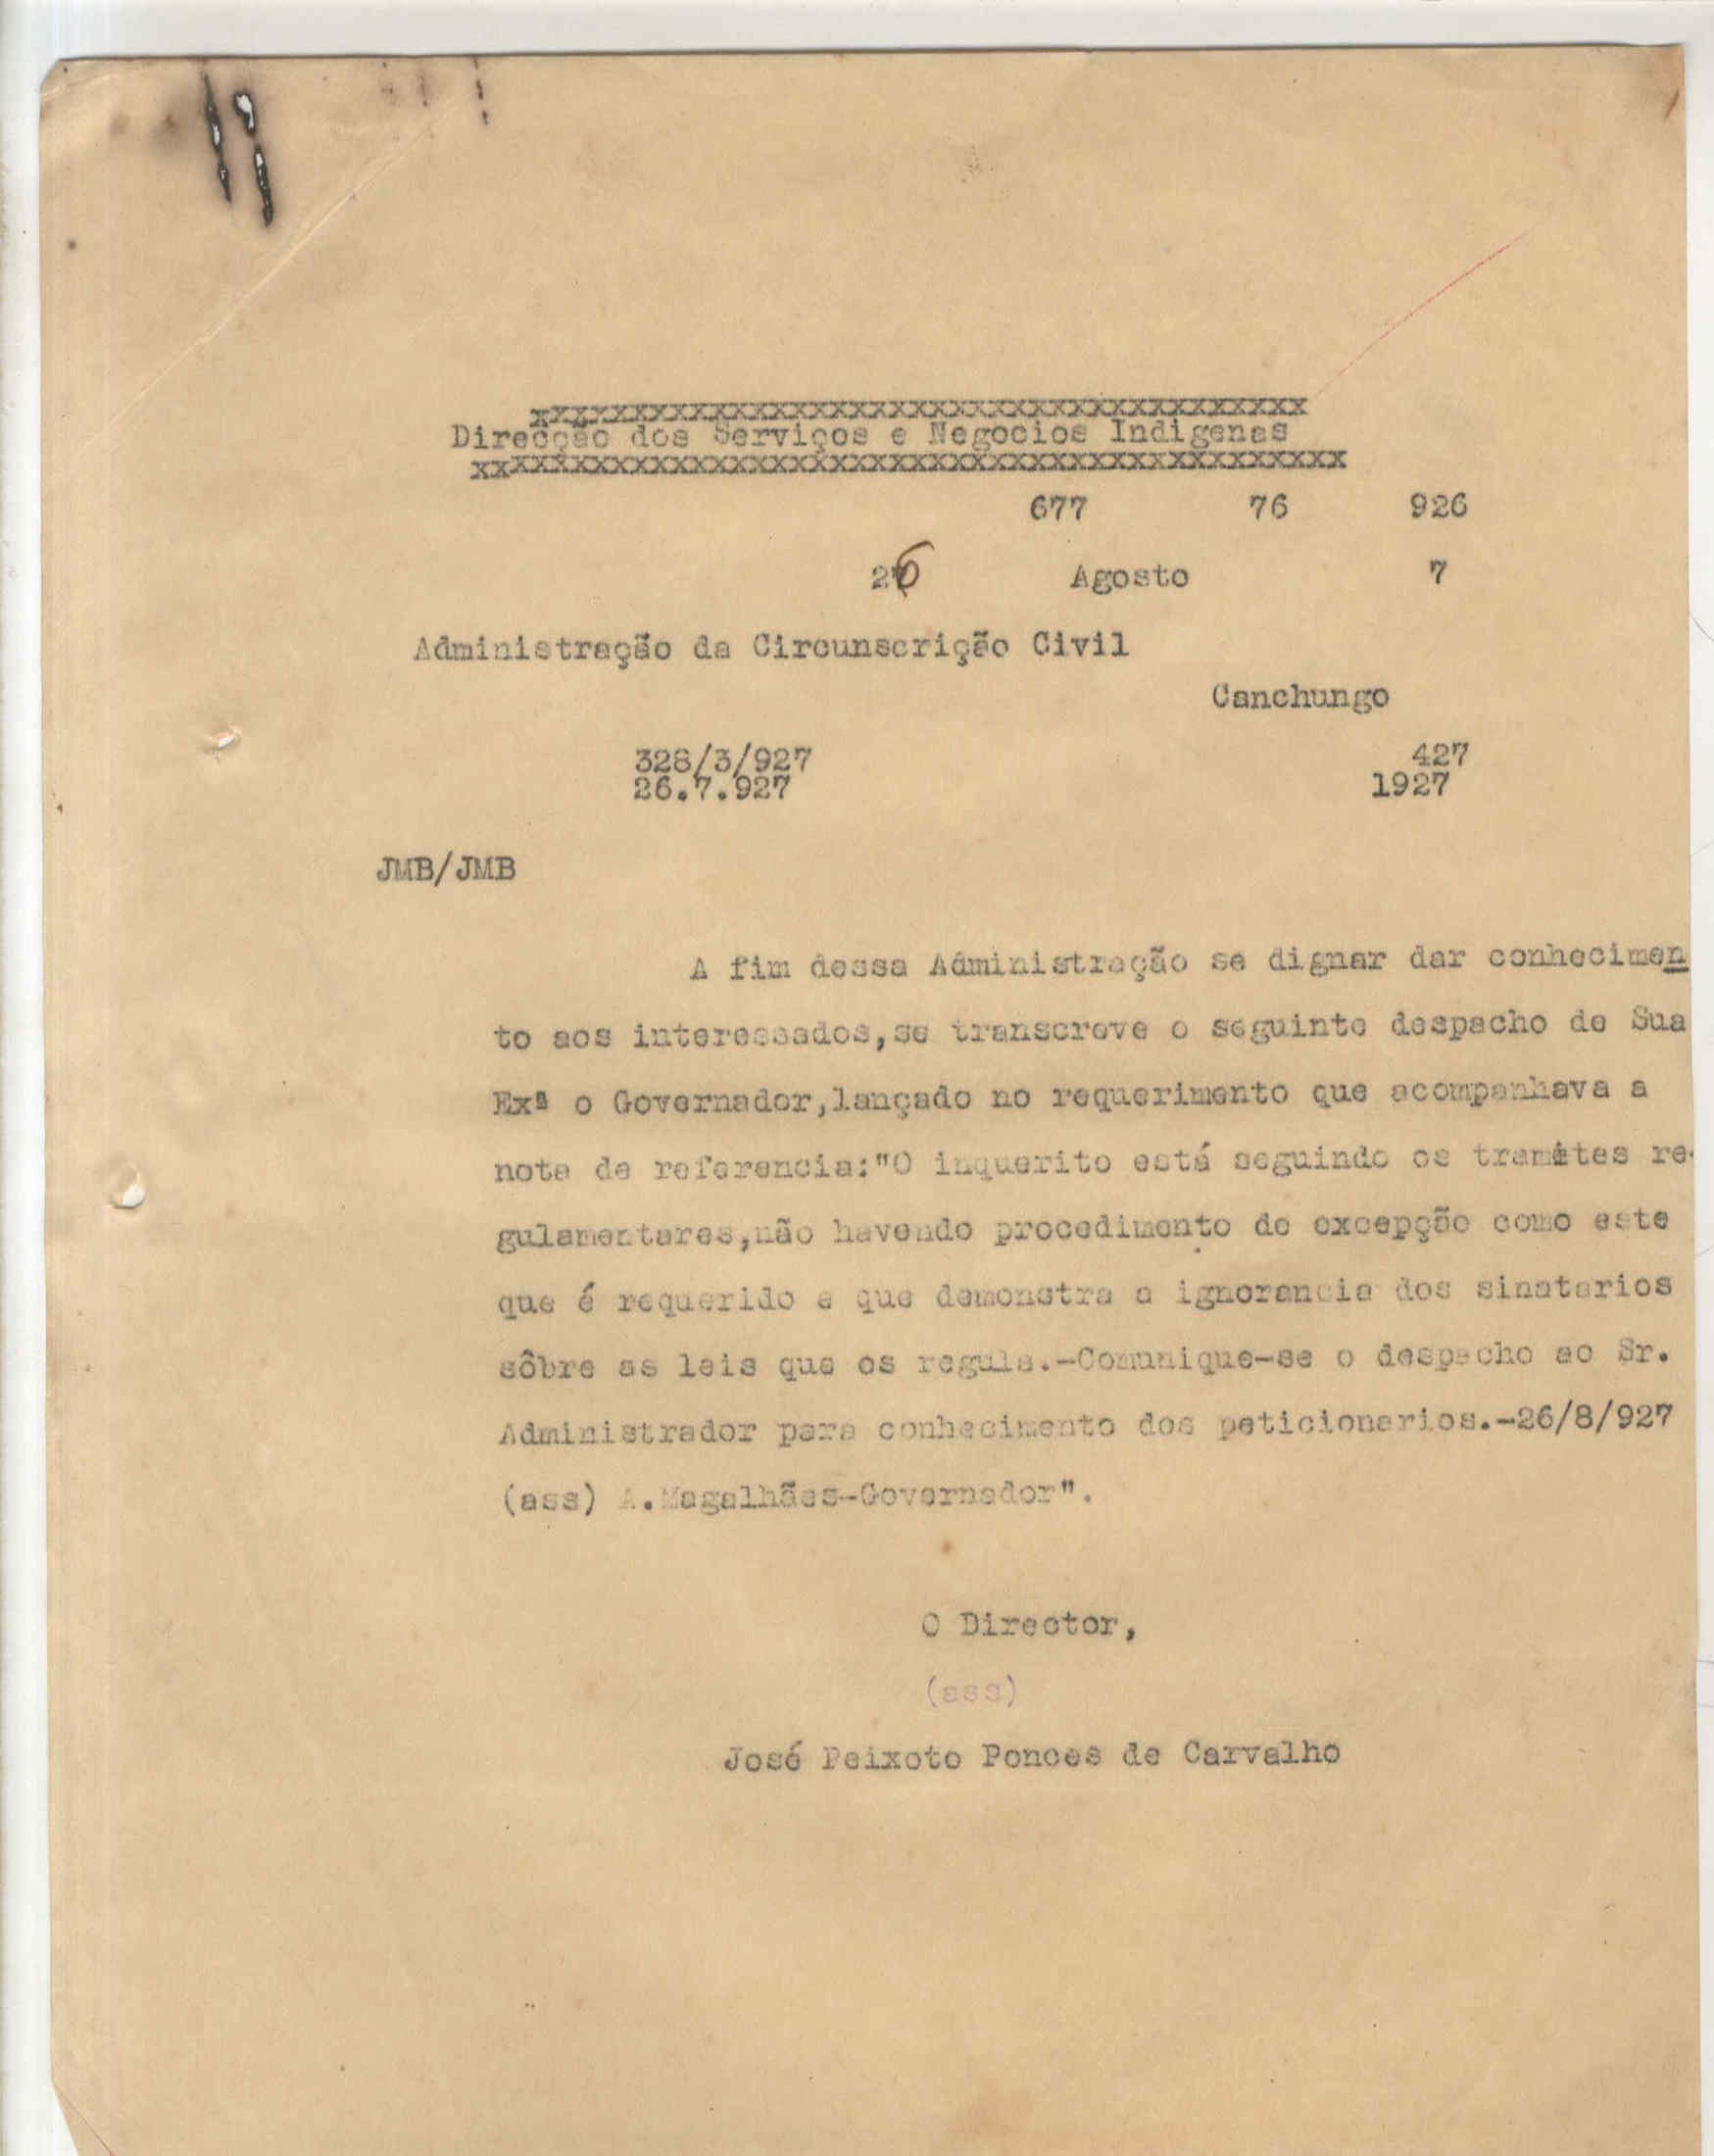 xXXXXXXXXXXXXXXXXXXXXXXXXXXXXXXXXXXXXXXX
Direcção dos Serviços e Negocios Indigenas
xxXXXXXXXXXXXXXXXXXXXXXXXXXXXXXXXXXXXXXXXXXXX
677 76 926
26 Agosto 7
Administração da Circunscrição Civil
Canchungo
328/3/927 427
26.7.927 1927
JMB/JMB
A fim dessa Administração se dignar dar conhecimen
to aos interessados,se transcreve o seguinte despacho de Sua
Exª o Governador,lançado no requerimento que acompanhava a
nota de referencia:"O inquerito está seguindo os tramites re-
gulamentares,não havendo procedimento de excepção como este
que é requerido e que demonstra a ignorancia dos sinatarios
sôbre as leis que os regula.-Comunique-se o despacho ao Sr.
Administrador para conhecimento dos peticionarios.-26/8/927
(ass) A.Magalhães-Governador".
O Director,
(ass)
José Peixoto Ponces de Carvalho